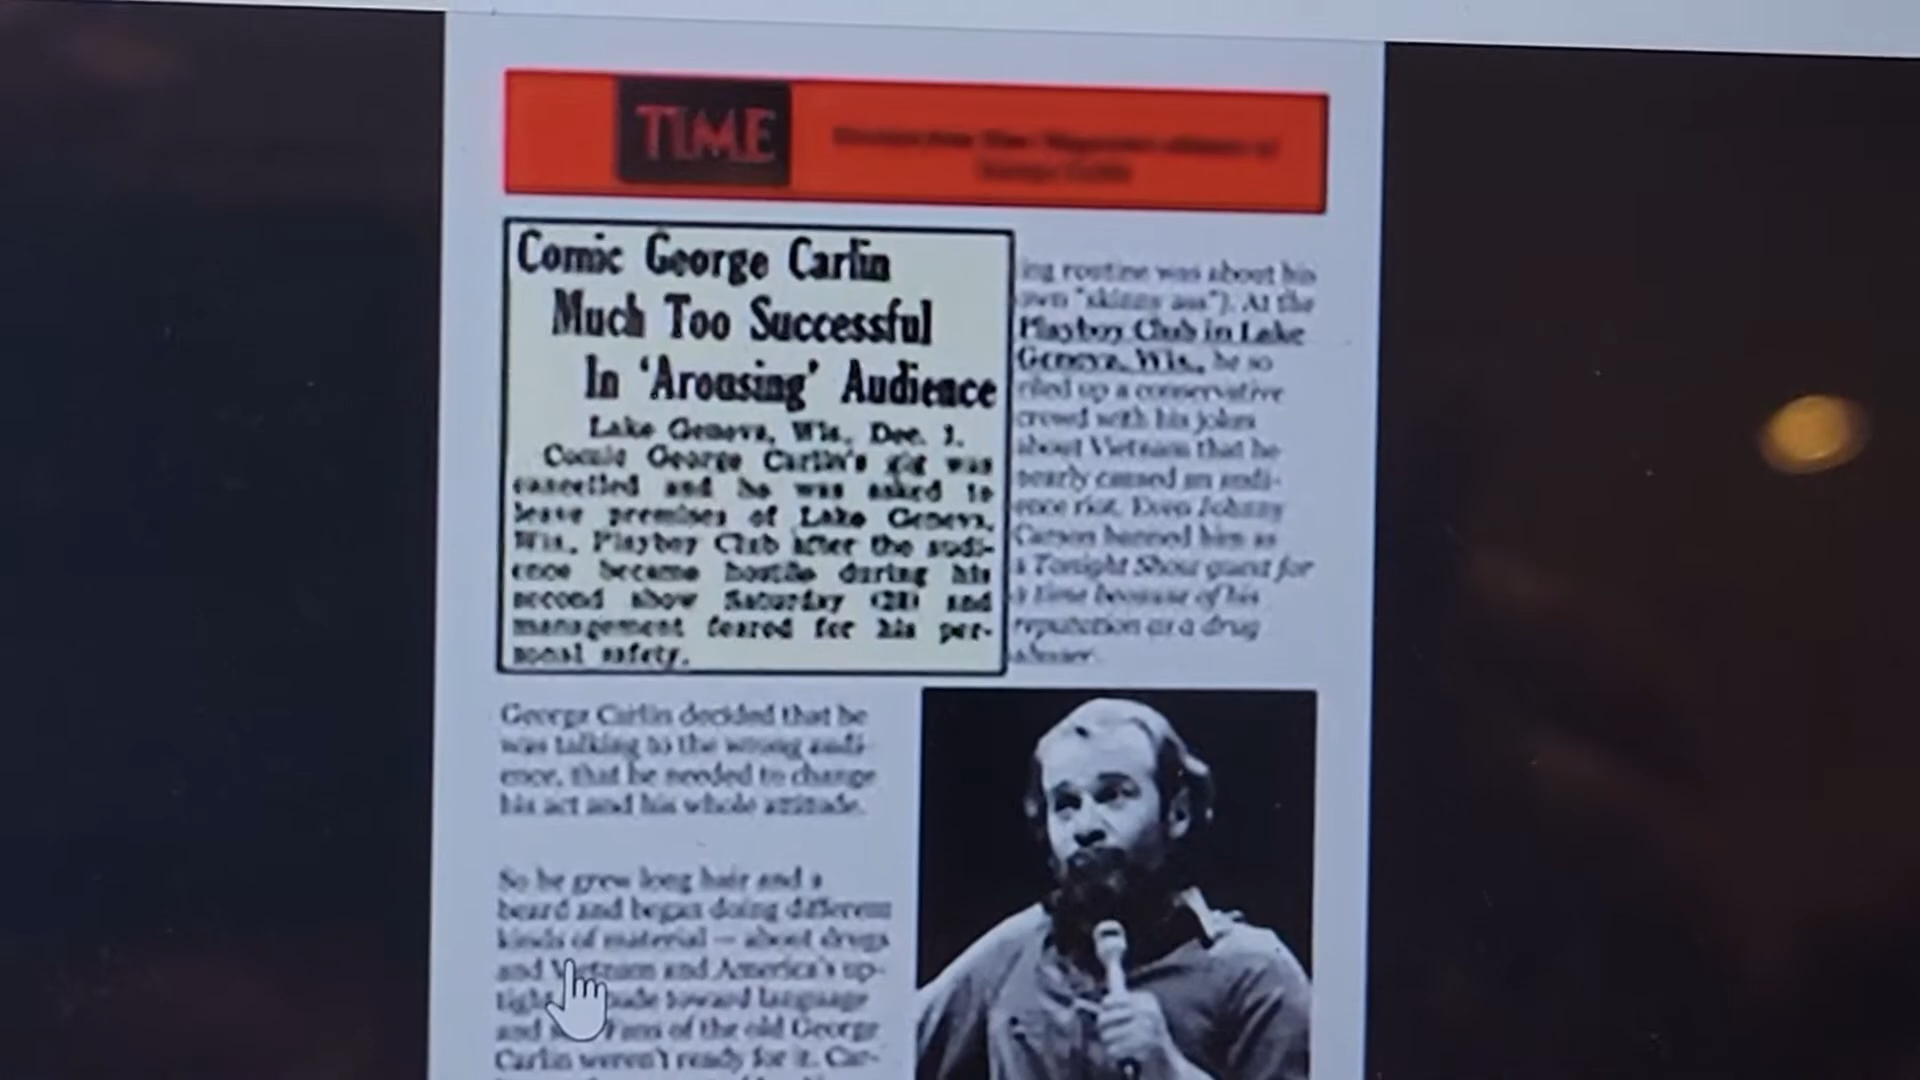 TIME
Comic George Carlin
Much Too Successful
In 'Arousing' Audience
Lake Geneva, Wis., Dec. 1.
Comic George Carlin's gig was
cancelled and he was asked to
leave premises of Lake Geneva,
Wis., Playboy Club after the audi-
ence became hostile during his
second show Saturday (28) and
management feared for his per-
sonal safety.
ing routine was about his
own "skinny ass"). At the
Playboy Club in Lake
Geneva, Wis., he so
riled up a conservative
crowd with his jokes
about Vietnam that he
nearly caused an audi-
ence riot. Even Johnny
Carson banned him as
a Tonight Show guest for
a time because of his
reputation as a drug
abuser.
George Carlin decided that he
was talking to the wrong audi-
ence, that he needed to change
his act and his whole attitude.
So he grew long hair and a
beard and began doing different
kinds of material — about drugs
and Vietnam and America's up-
toward language
and Fans of the old George
Carlin weren't ready for it. Car-